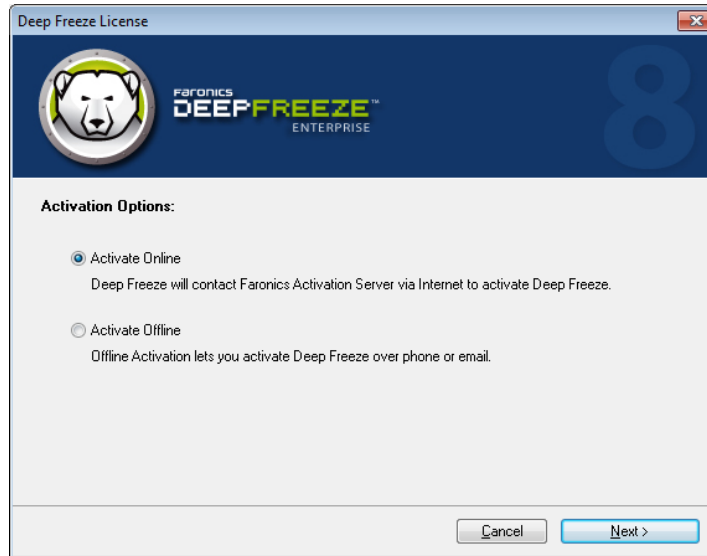 Deep Freeze License
8
Faronics
DEEPFREEZE™
ENTERPRISE
Activation Options:
Activate Online
Deep Freeze will contact Faronics Activation Server via Internet to activate Deep Freeze.
Activate Offline
Offline Activation lets you activate Deep Freeze over phone or email.
Cancel
Next >